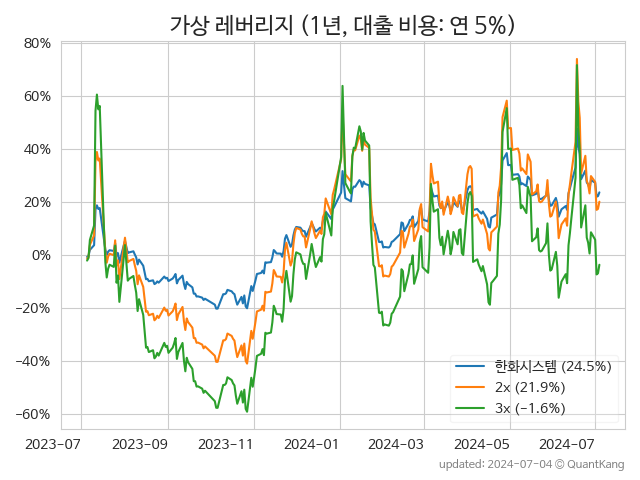 가상 레버리지 (1년, 대출 비용: 연 5%)
80%
60%
40%
20%
0%
−20%
−40%
−60%
한화시스템 (24.5%)
2x (21.9%)
3x (−1.6%)
2023-07 2023-09 2023-11 2024-01 2024-03 2024-05 2024-07
updated: 2024-07-04 © QuantKang